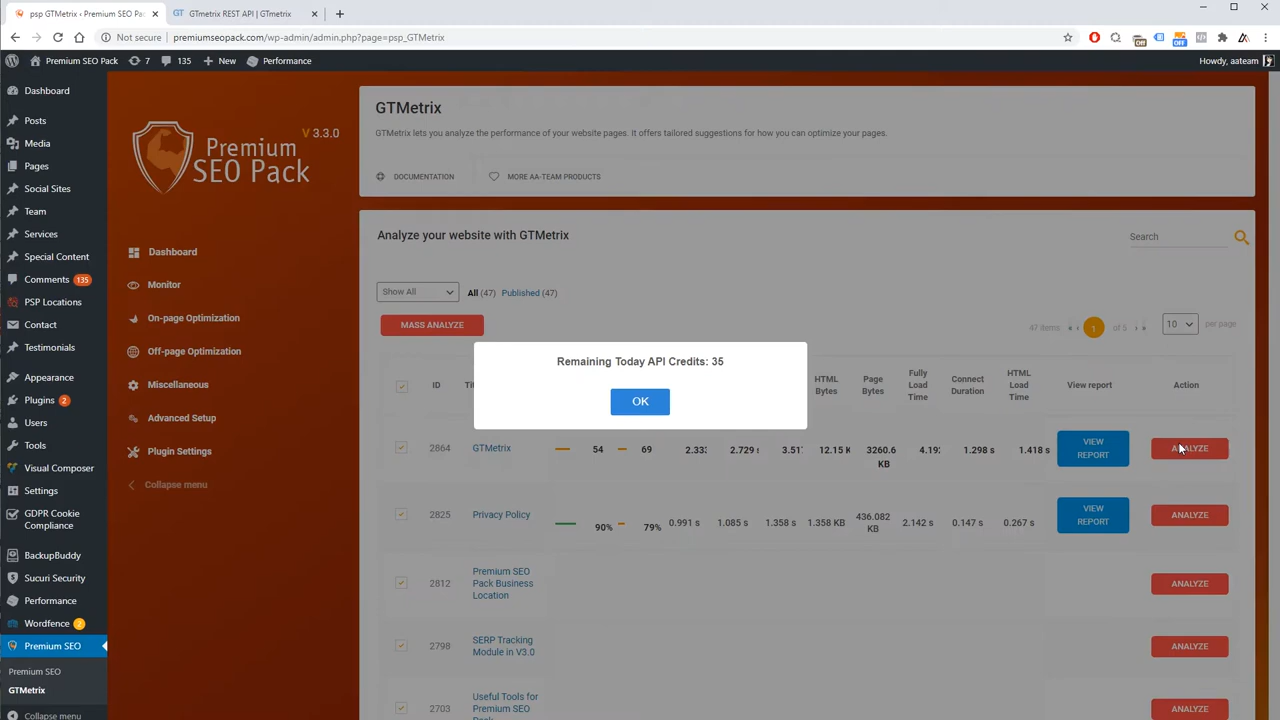 psp GTMetrix ‹ Premium SEO Pa
GTMetrix REST API | GTmetrix
Not secure
premiumseopack.com/wp-admin/admin.php?page=psp_GTMetrix
Off
OFF
Premium SEO Pack
7
135
New
Performance
Howdy, aateam
Dashboard
Posts
Media
Pages
Social Sites
Team
Services
Special Content
Comments 135
PSP Locations
Contact
Testimonials
Appearance
Plugins 2
Users
Tools
Visual Composer
Settings
GDPR Cookie
Compliance
BackupBuddy
Sucuri Security
Performance
Wordfence 2
Premium SEO
Premium SEO
GTMetrix
Collapse menu
V 3.3.0
Premium
SEO Pack
Dashboard
Monitor
On-page Optimization
Off-page Optimization
Miscellaneous
Advanced Setup
Plugin Settings
Collapse menu
GTMetrix
GTMetrix lets you analyze the performance of your website pages. It offers tailored suggestions for how you can optimize your pages.
DOCUMENTATION
MORE AA-TEAM PRODUCTS
Analyze your website with GTMetrix
Search
Show All
All (47)
Published (47)
MASS ANALYZE
47 items:
« ‹ 1 of 5 › »
10
per page
Remaining Today API Credits: 35
OK
ID
HTML
Bytes
Page
Bytes
Fully
Load
Time
Connect
Duration
HTML
Load
Time
View report
Action
2864
GTMetrix
54
69
2.729 s
12.15
3260.6
KB
1.298 s
1.418 s
VIEW
REPORT
ANALYZE
2825
Privacy Policy
90%
79%
0.991 s
1.085 s
1.358 s
1.358 KB
436.082
KB
2.142 s
0.147 s
0.267 s
VIEW
REPORT
ANALYZE
2812
Premium SEO
Pack Business
Location
ANALYZE
2798
SERP Tracking
Module in V3.0
ANALYZE
2703
Useful Tools for
Premium SEO
Pack
ANALYZE